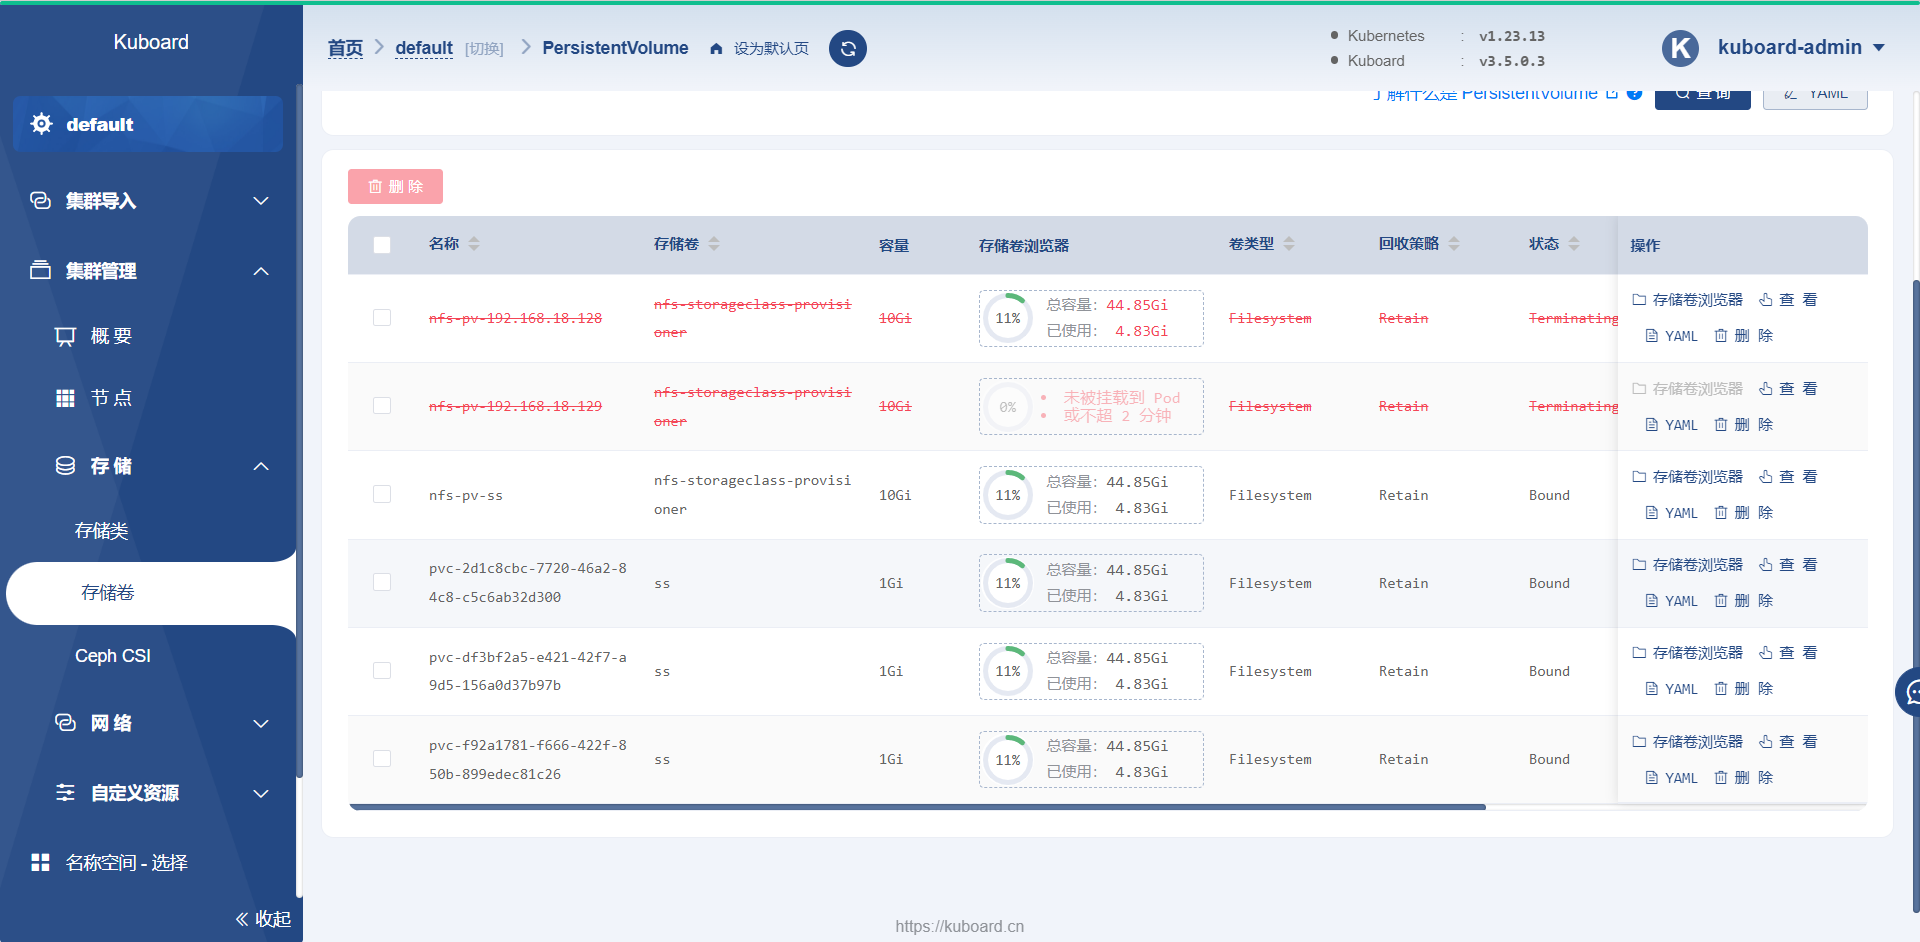 Kuboard
首页 default [切换] PersistentVolume 设为默认页
Kubernetes : v1.23.13
Kuboard : v3.5.0.3
kuboard-admin
default
集群导入
集群管理
概 要
节 点
存 储
存储类
存储卷
Ceph CSI
网 络
自定义资源
名称空间 - 选择
收起
了解什么是 PersistentVolume
查 询
YAML
删 除
名称 存储卷 容量 存储卷浏览器 卷类型 回收策略 状态 操作
nfs-pv-192.168.18.128
nfs-storageclass-provisi
oner
10Gi
11%
总容量: 44.85Gi
已使用: 4.83Gi
Filesystem
Retain
Terminating
存储卷浏览器 查 看
YAML 删 除
nfs-pv-192.168.18.129
nfs-storageclass-provisi
oner
10Gi
0%
未被挂载到 Pod
或不超 2 分钟
Filesystem
Retain
Terminating
存储卷浏览器 查 看
YAML 删 除
nfs-pv-ss
nfs-storageclass-provisi
oner
10Gi
11%
总容量: 44.85Gi
已使用: 4.83Gi
Filesystem
Retain
Bound
存储卷浏览器 查 看
YAML 删 除
pvc-2d1c8cbc-7720-46a2-8
4c8-c5c6ab32d300
ss
1Gi
11%
总容量: 44.85Gi
已使用: 4.83Gi
Filesystem
Retain
Bound
存储卷浏览器 查 看
YAML 删 除
pvc-df3bf2a5-e421-42f7-a
9d5-156a0d37b97b
ss
1Gi
11%
总容量: 44.85Gi
已使用: 4.83Gi
Filesystem
Retain
Bound
存储卷浏览器 查 看
YAML 删 除
pvc-f92a1781-f666-422f-8
50b-899edec81c26
ss
1Gi
11%
总容量: 44.85Gi
已使用: 4.83Gi
Filesystem
Retain
Bound
存储卷浏览器 查 看
YAML 删 除
https://kuboard.cn